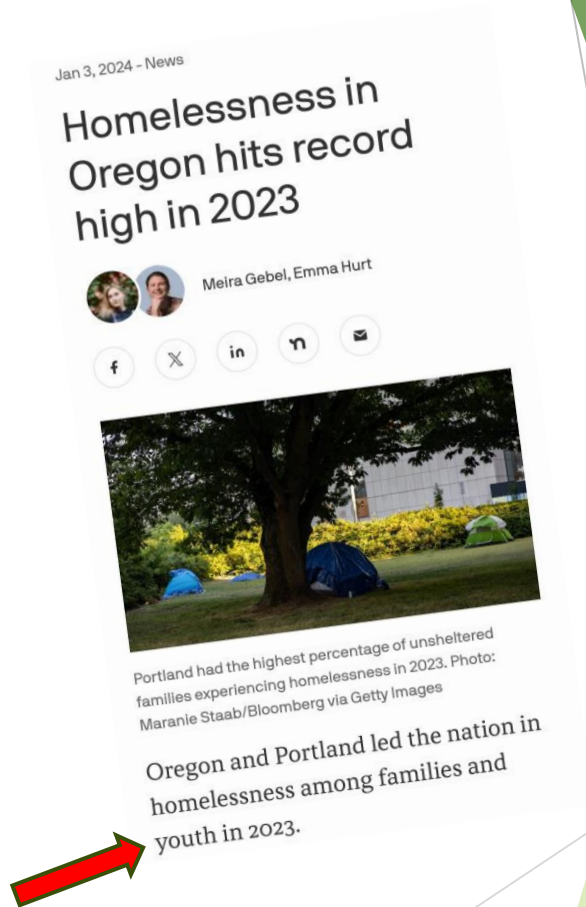 Jan 3, 2024 - News
Homelessness in
Oregon hits record
high in 2023
Meira Gebel, Emma Hurt
f X in n
Portland had the highest percentage of unsheltered
families experiencing homelessness in 2023. Photo:
Maranie Staab/Bloomberg via Getty Images
Oregon and Portland led the nation in
homelessness among families and
youth in 2023.